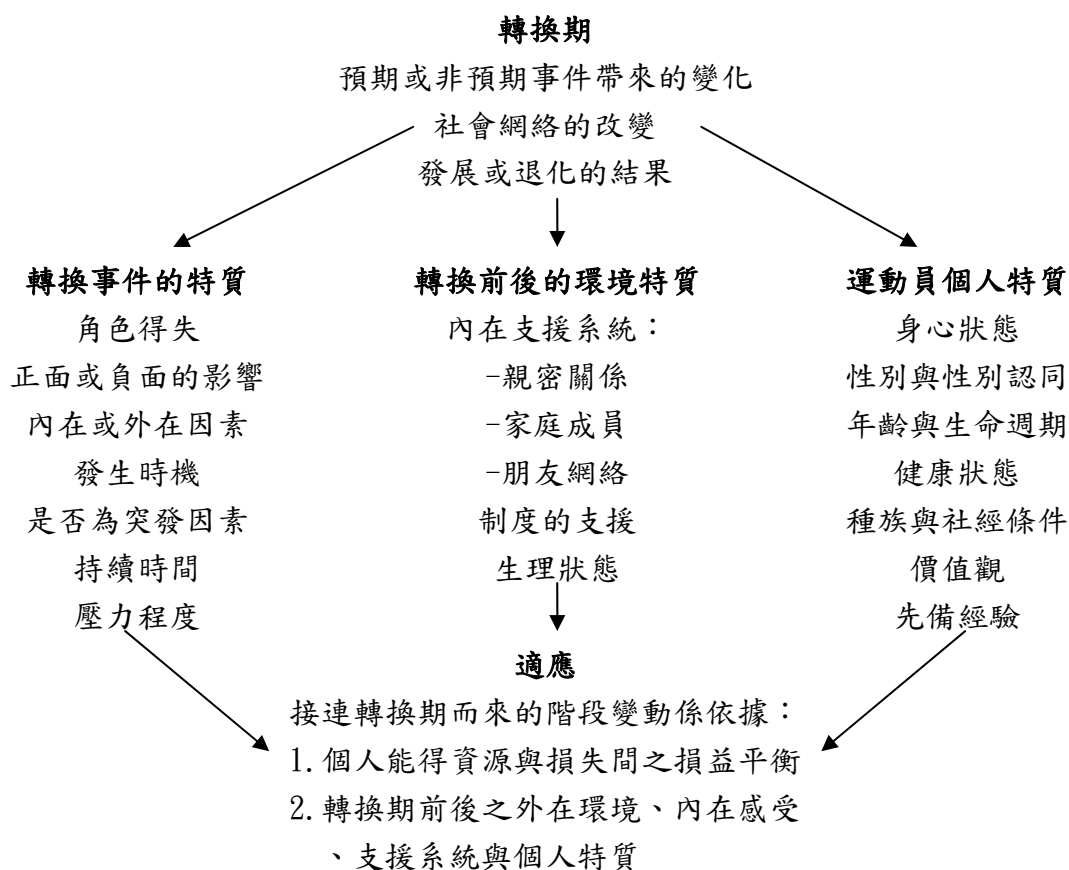 轉換期
預期或非預期事件帶來的變化
社會網絡的改變
發展或退化的結果
轉換事件的特質
角色得失
正面或負面的影響
內在或外在因素
發生時機
是否為突發因素
持續時間
壓力程度
轉換前後的環境特質
內在支援系統：
-親密關係
-家庭成員
-朋友網絡
制度的支援
生理狀態
運動員個人特質
身心狀態
性別與性別認同
年齡與生命週期
健康狀態
種族與社經條件
價值觀
先備經驗
適應
接連轉換期而來的階段變動係依據：
1.個人能得資源與損失間之損益平衡
2.轉換期前後之外在環境、內在感受
、支援系統與個人特質